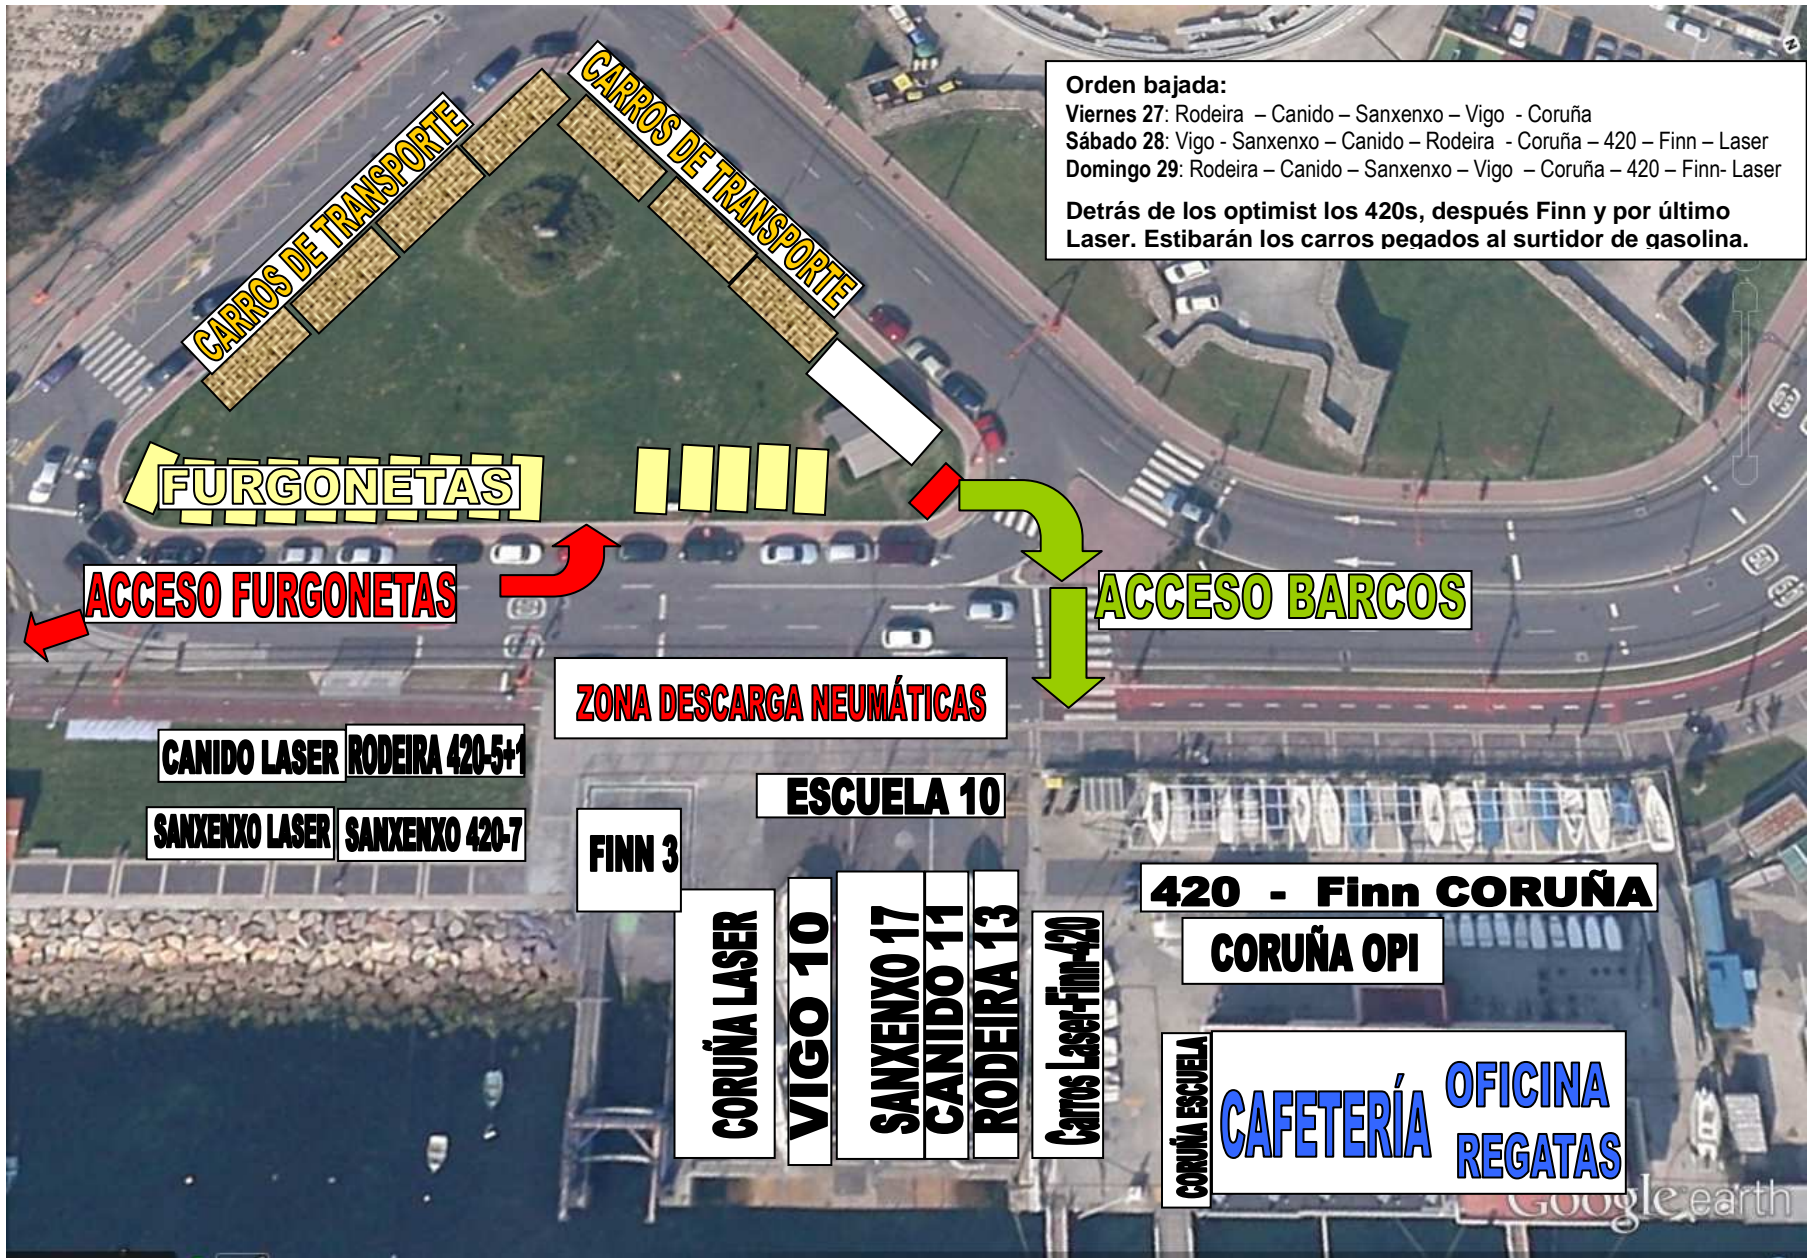 Orden bajada:
Viernes 27: Rodeira – Canido – Sanxenxo – Vigo - Coruña
Sábado 28: Vigo - Sanxenxo – Canido – Rodeira - Coruña – 420 – Finn – Laser
Domingo 29: Rodeira – Canido – Sanxenxo – Vigo – Coruña – 420 – Finn- Laser
Detrás de los optimist los 420s, después Finn y por último
Laser. Estibarán los carros pegados al surtidor de gasolina.
CARROS DE TRANSPORTE
CARROS DE TRANSPORTE
FURGONETAS
ACCESO FURGONETAS
ACCESO BARCOS
ZONA DESCARGA NEUMÁTICAS
CANIDO LASER
RODEIRA 420-5+1
SANXENXO LASER
SANXENXO 420-7
FINN 3
ESCUELA 10
CORUÑA LASER
VIGO 10
SANXENXO 17
CANIDO 11
RODEIRA 13
Carros Laser-Finn-420
420 - Finn CORUÑA
CORUÑA OPI
CORUÑA ESCUELA
CAFETERÍA
OFICINA
REGATAS
Google earth